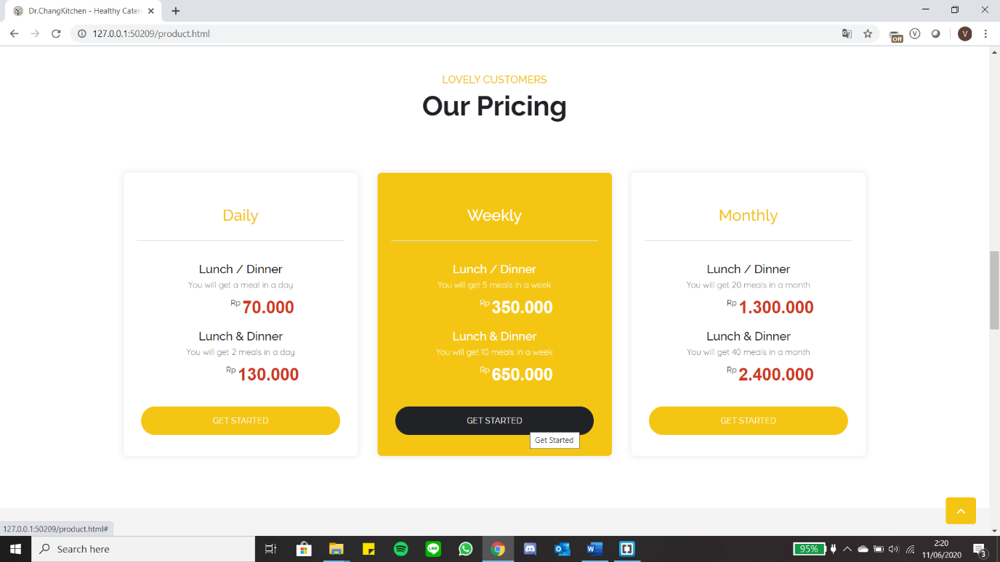 Dr.ChangKitchen - Healthy Cater
127.0.0.1:50209/product.html
Off
V
V
LOVELY CUSTOMERS
Our Pricing
Daily
Lunch / Dinner
You will get a meal in a day
Rp 70.000
Lunch & Dinner
You will get 2 meals in a day
Rp 130.000
GET STARTED
Weekly
Lunch / Dinner
You will get 5 meals in a week
Rp 350.000
Lunch & Dinner
You will get 10 meals in a week
Rp 650.000
GET STARTED
Get Started
Monthly
Lunch / Dinner
You will get 20 meals in a month
Rp 1.300.000
Lunch & Dinner
You will get 40 meals in a month
Rp 2.400.000
GET STARTED
127.0.0.1:50209/product.html#
Search here
LINE
95%
2:20
11/06/2020
3